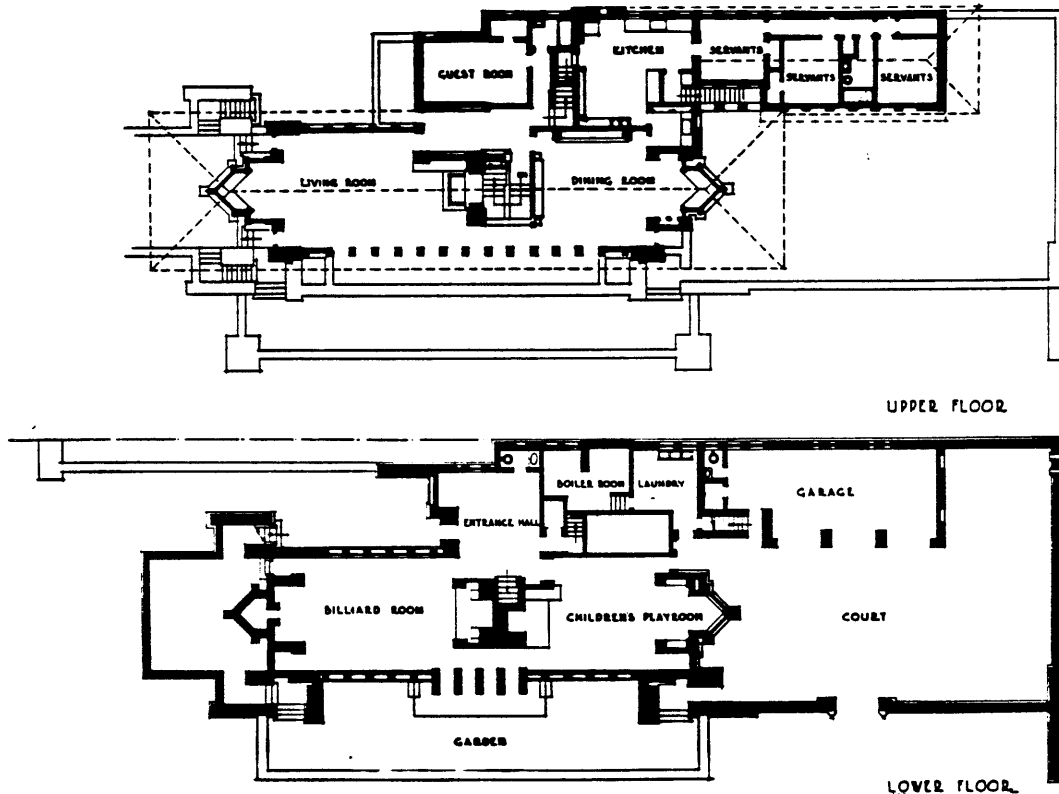 KITCHEN
SERVANTS
GUEST ROOM
SERVANTS
SERVANTS
LIVING ROOM
DINING ROOM
UPPER FLOOR
BOILER ROOM
LAUNDRY
GARAGE
ENTRANCE HALL
BILLIARD ROOM
CHILDREN'S PLAYROOM
COURT
GARDEN
LOWER FLOOR